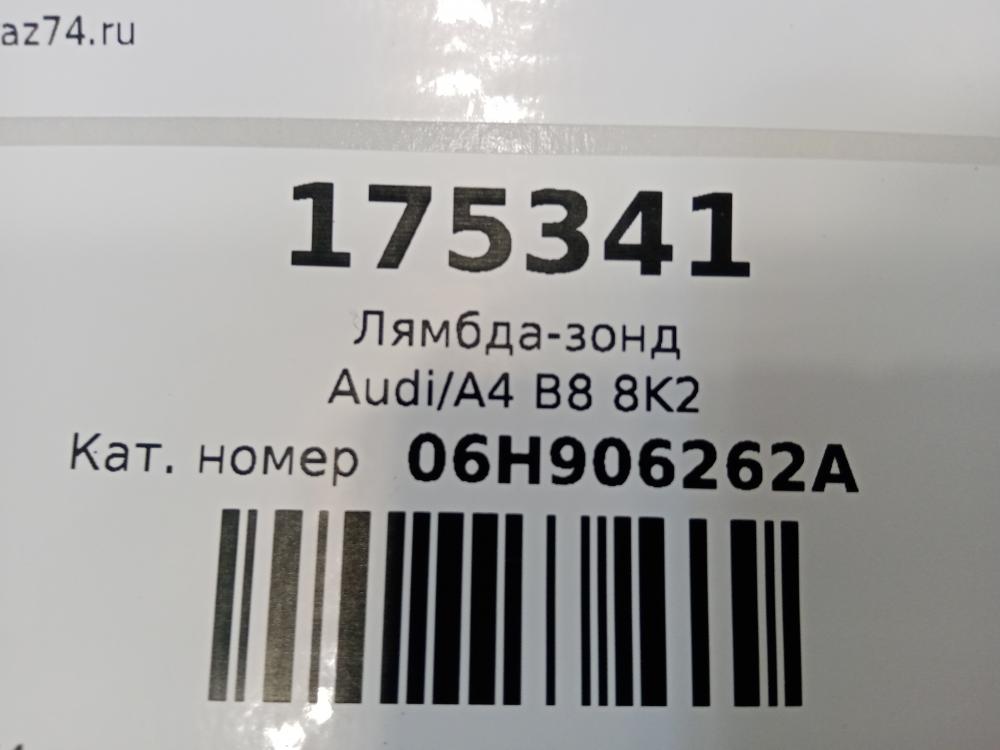 az74.ru
175341
Лямбда-зонд
Audi/A4 B8 8K2
Кат. номер 06H906262A